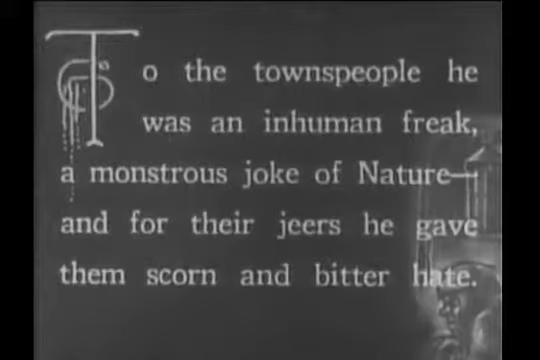 To the townspeople he
was an inhuman freak,
a monstrous joke of Nature—
and for their jeers he gave
them scorn and bitter hate.